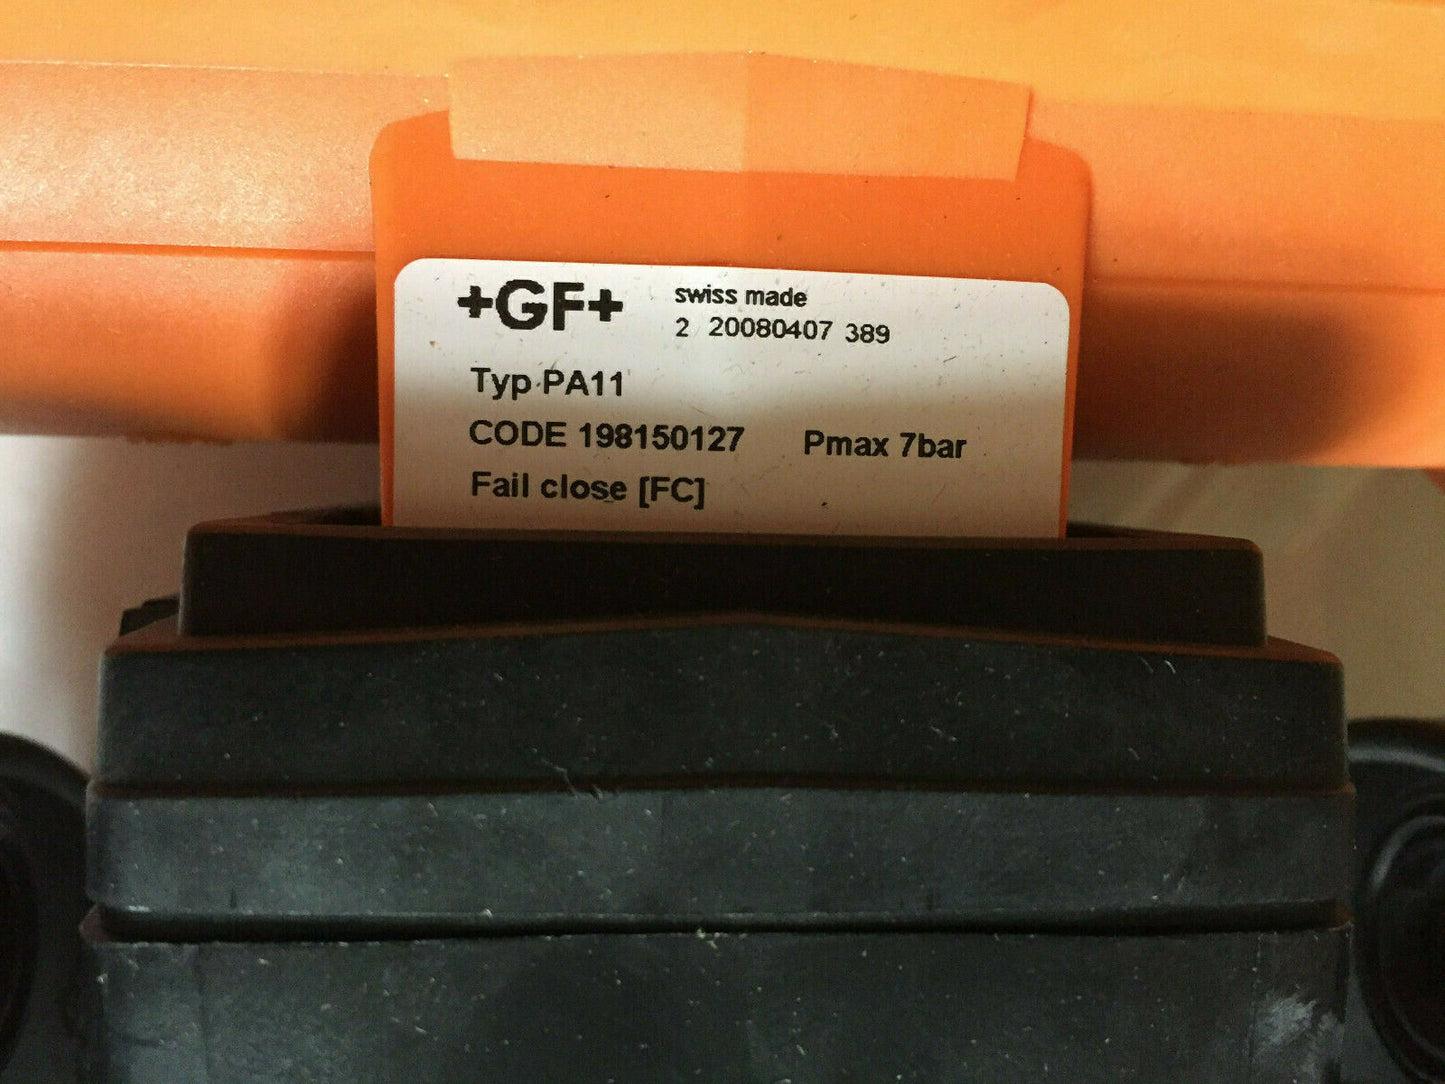 +GF+
swiss made
2 20080407 389
Typ PA11
CODE 198150127 Pmax 7bar
Fail close [FC]